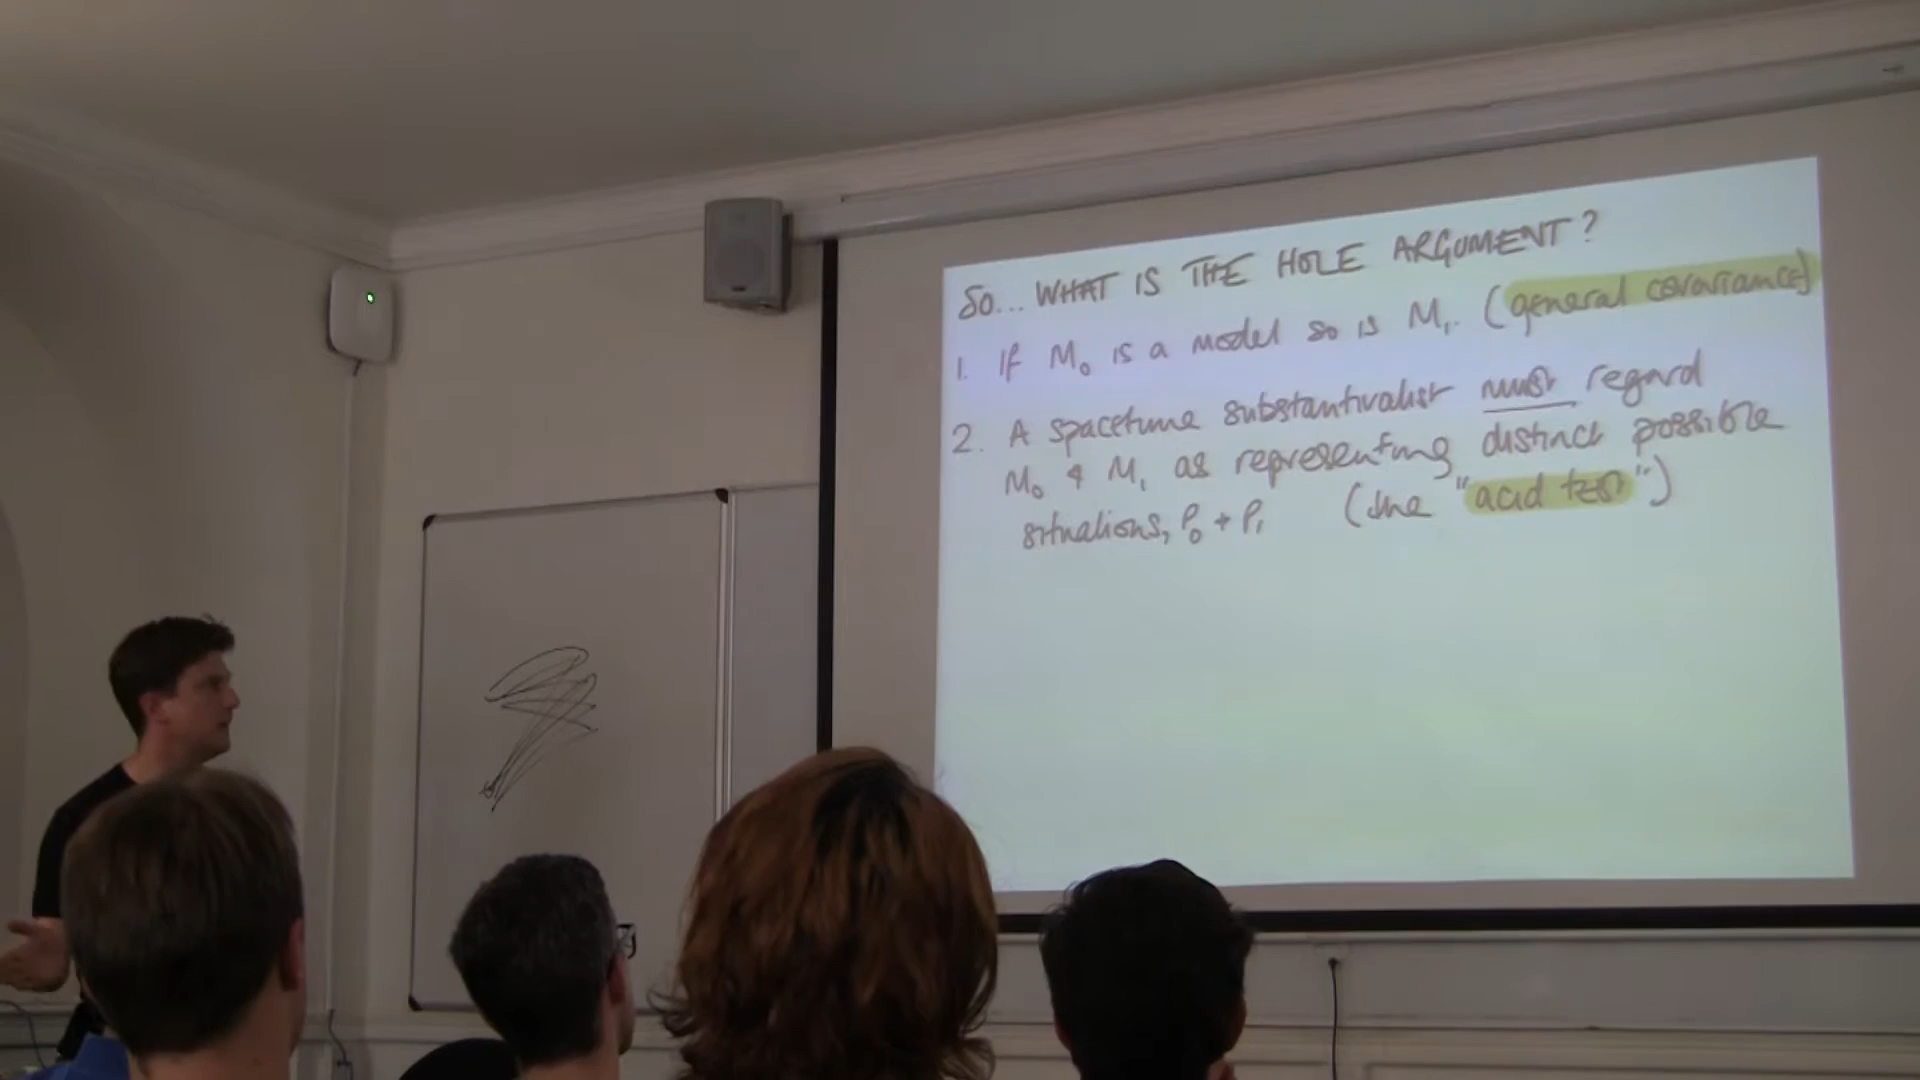 So... WHAT IS THE HOLE ARGUMENT?
1. If M₀ is a model so is M₁. (general covariance)
2. A spacetime substantivalist must regard
M₀ & M₁ as representing distinct possible
situations, P₀ + P₁ (the "acid test")